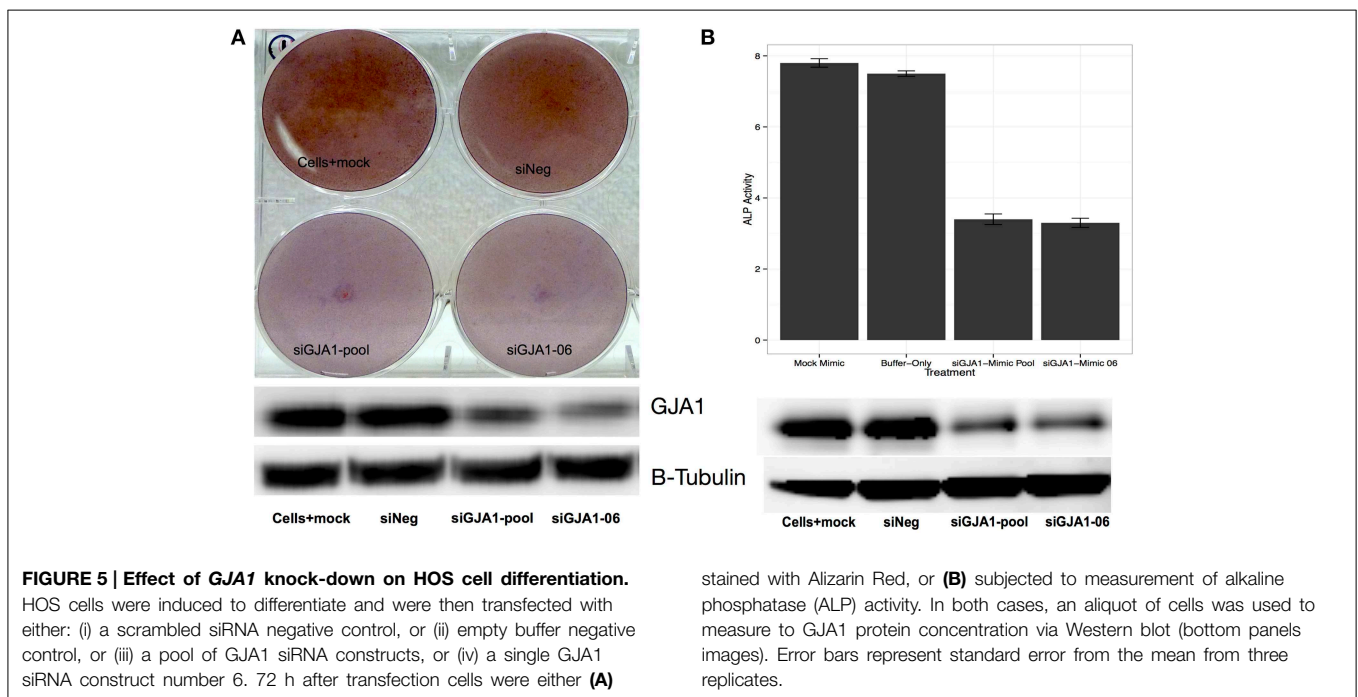 A
Cells+mock
siNeg
siGJA1-pool
siGJA1-06
GJA1
B-Tubulin
Cells+mock siNeg siGJA1-pool siGJA1-06
B
8
6
4
2
0
ALP Activity
Mock Mimic Buffer-Only siGJA1-Mimic Pool siGJA1-Mimic 06
Treatment
Cells+mock siNeg siGJA1-pool siGJA1-06
FIGURE 5 | Effect of GJA1 knock-down on HOS cell differentiation.
HOS cells were induced to differentiate and were then transfected with
either: (i) a scrambled siRNA negative control, or (ii) empty buffer negative
control, or (iii) a pool of GJA1 siRNA constructs, or (iv) a single GJA1
siRNA construct number 6. 72 h after transfection cells were either (A)
stained with Alizarin Red, or (B) subjected to measurement of alkaline
phosphatase (ALP) activity. In both cases, an aliquot of cells was used to
measure to GJA1 protein concentration via Western blot (bottom panels
images). Error bars represent standard error from the mean from three
replicates.